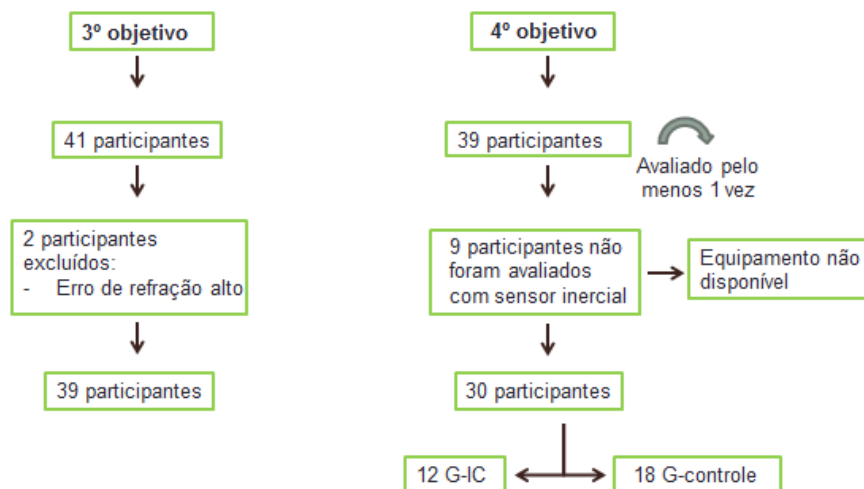 3º objetivo
41 participantes
2 participantes
excluídos:
- Erro de refração alto
39 participantes
4º objetivo
39 participantes
Avaliado pelo
menos 1 vez
9 participantes não
foram avaliados
com sensor inercial
Equipamento não
disponível
30 participantes
12 G-IC
18 G-controle